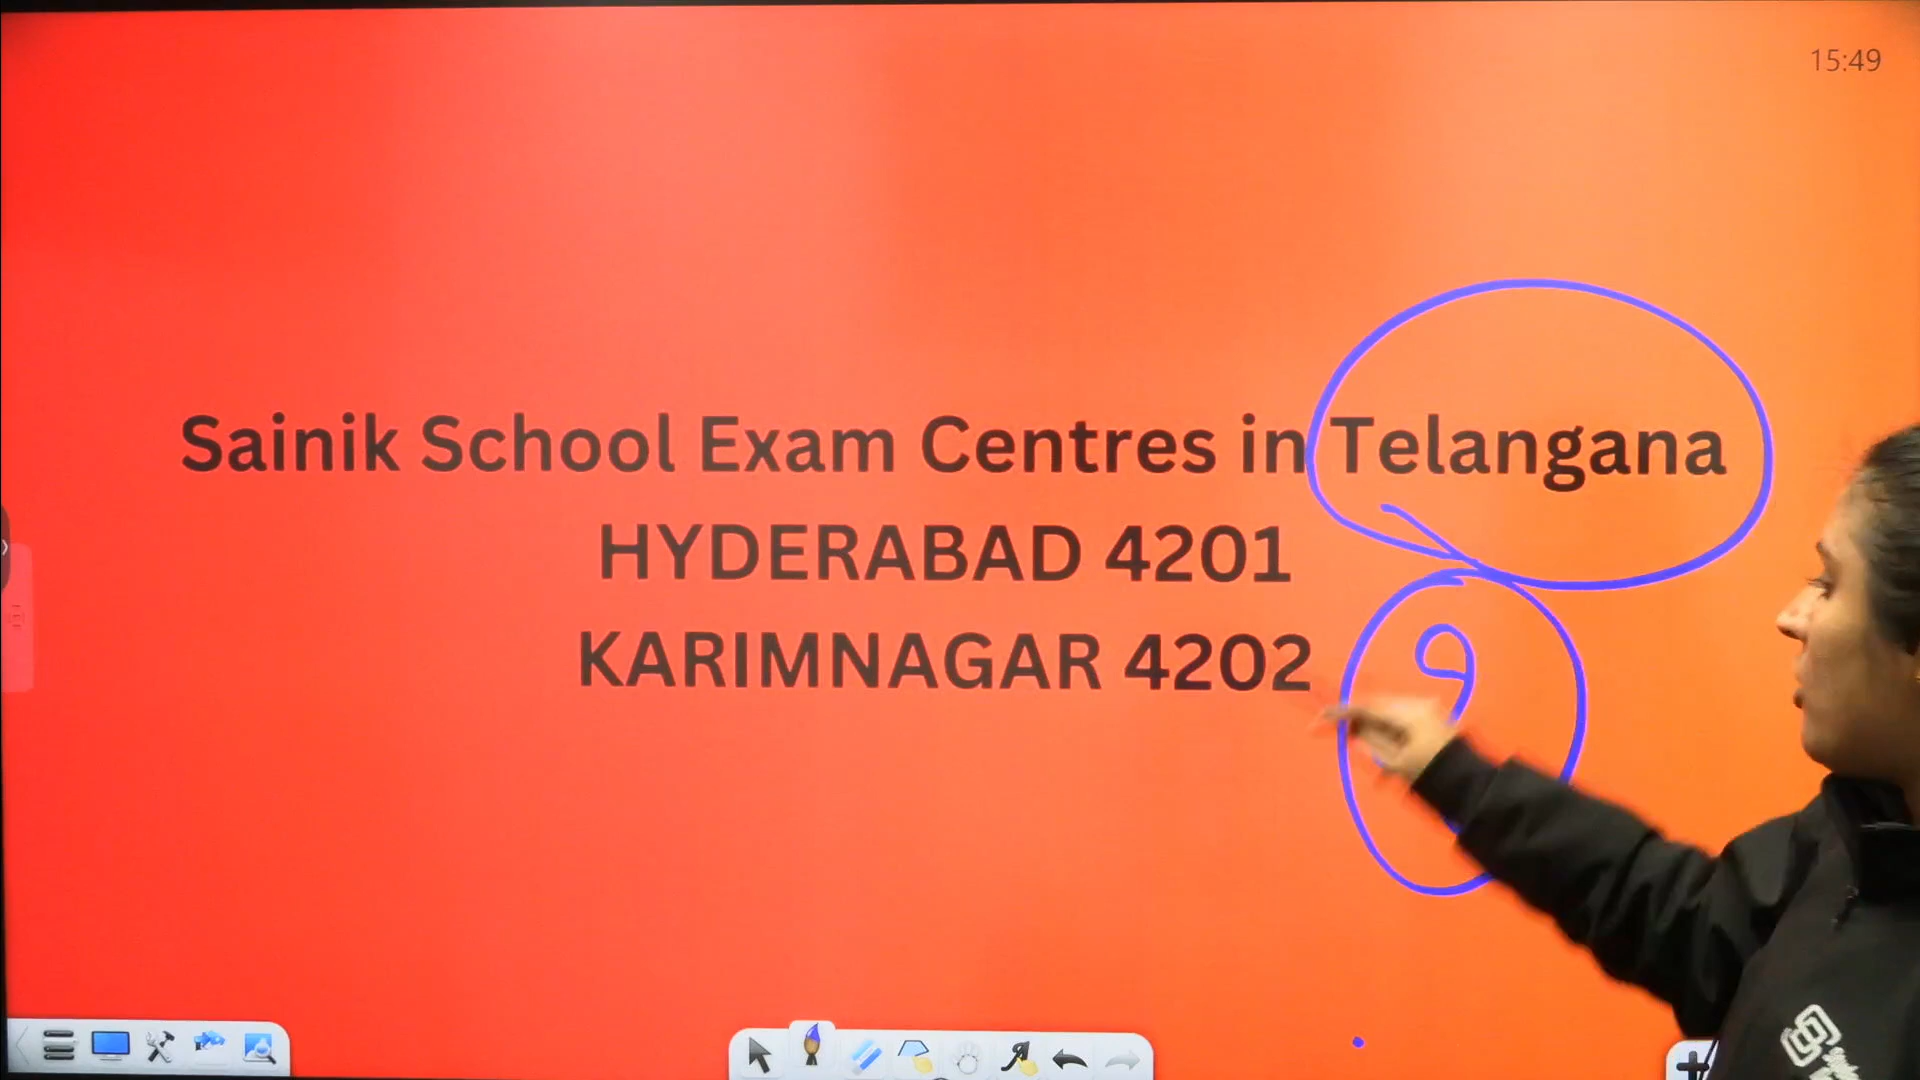 15:49
Sainik School Exam Centres in Telangana
HYDERABAD 4201
KARIMNAGAR 4202